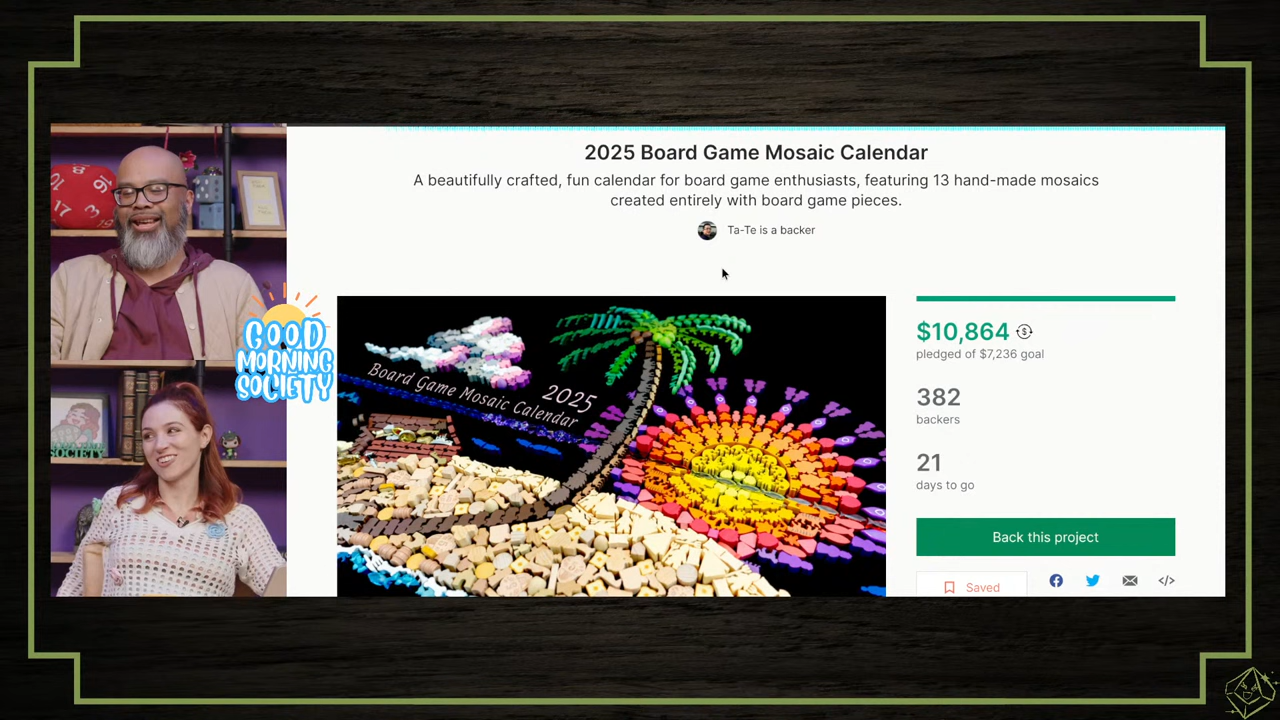 2025 Board Game Mosaic Calendar
A beautifully crafted, fun calendar for board game enthusiasts, featuring 13 hand-made mosaics
created entirely with board game pieces.
Ta-Te is a backer
GOOD
MORNING
SOCIETY
SOCIETY
17
2025
Board Game Mosaic Calendar
$10,864
pledged of $7,236 goal
382
backers
21
days to go
Back this project
Saved